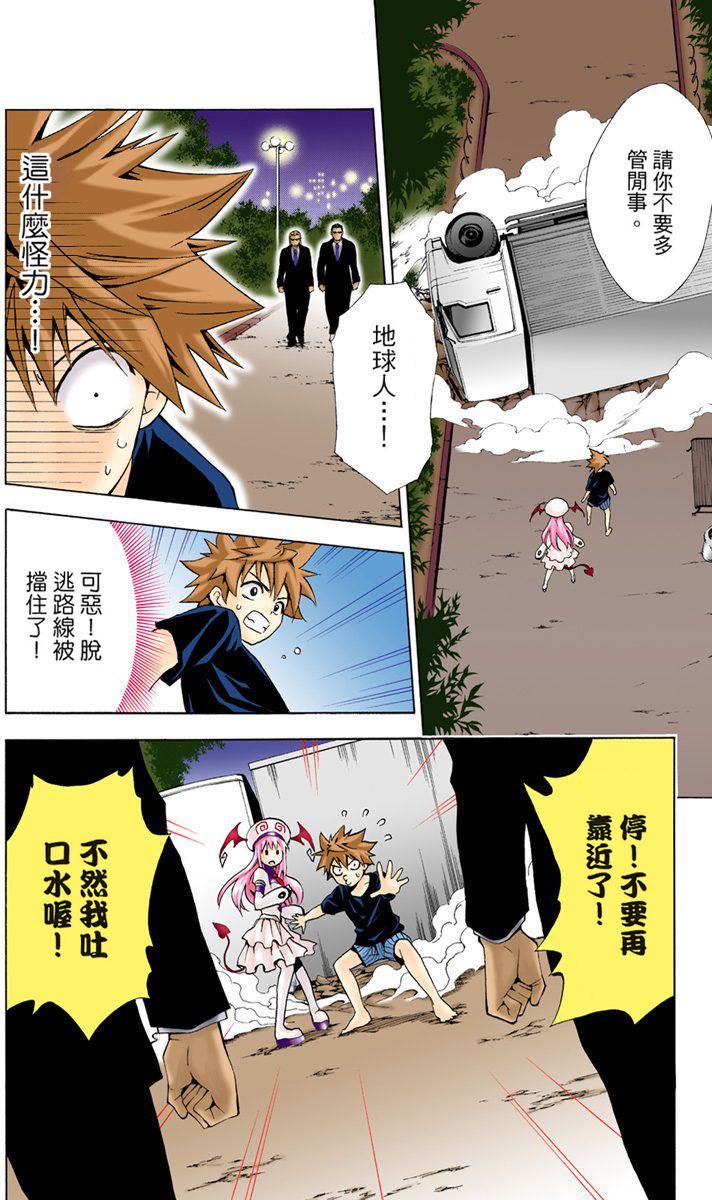 請你不要多
管閒事。
地球人…！
這什麼怪力…！
可惡！脫
逃路線被
擋住了！
停！不要再
靠近了！
不然我吐
口水喔！